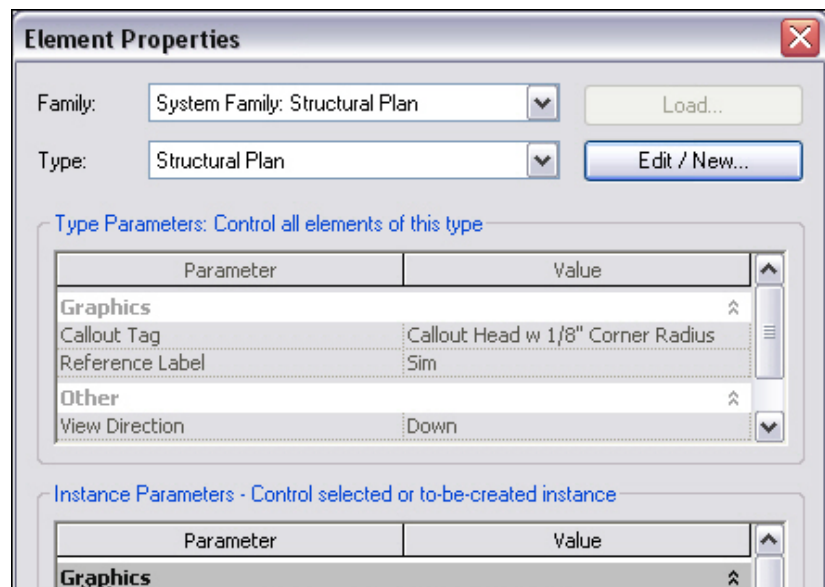 Element Properties
Family: System Family: Structural Plan Load...
Type: Structural Plan Edit / New...
Type Parameters: Control all elements of this type
Parameter Value
Graphics
Callout Tag Callout Head w 1/8" Corner Radius
Reference Label Sim
Other
View Direction Down
Instance Parameters - Control selected or to-be-created instance
Parameter Value
Graphics